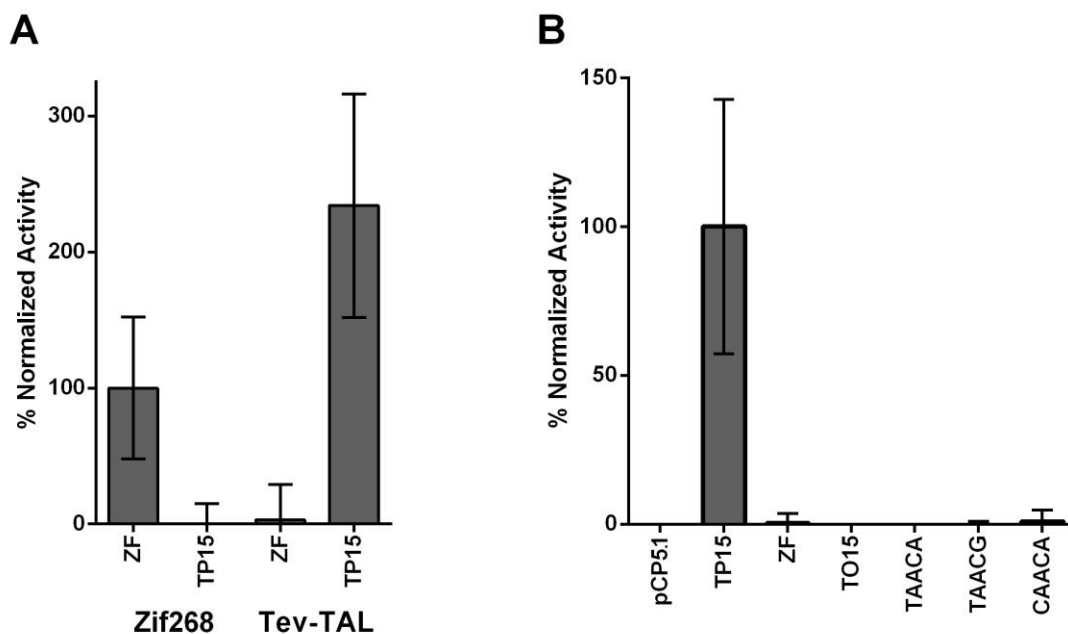 A
% Normalized Activity
300
200
100
0
ZF
TP15
ZF
TP15
Zif268 Tev-TAL
B
% Normalized Activity
150
100
50
0
pCP5.1
TP15
ZF
TO15
TAACA
TAACG
CAACA